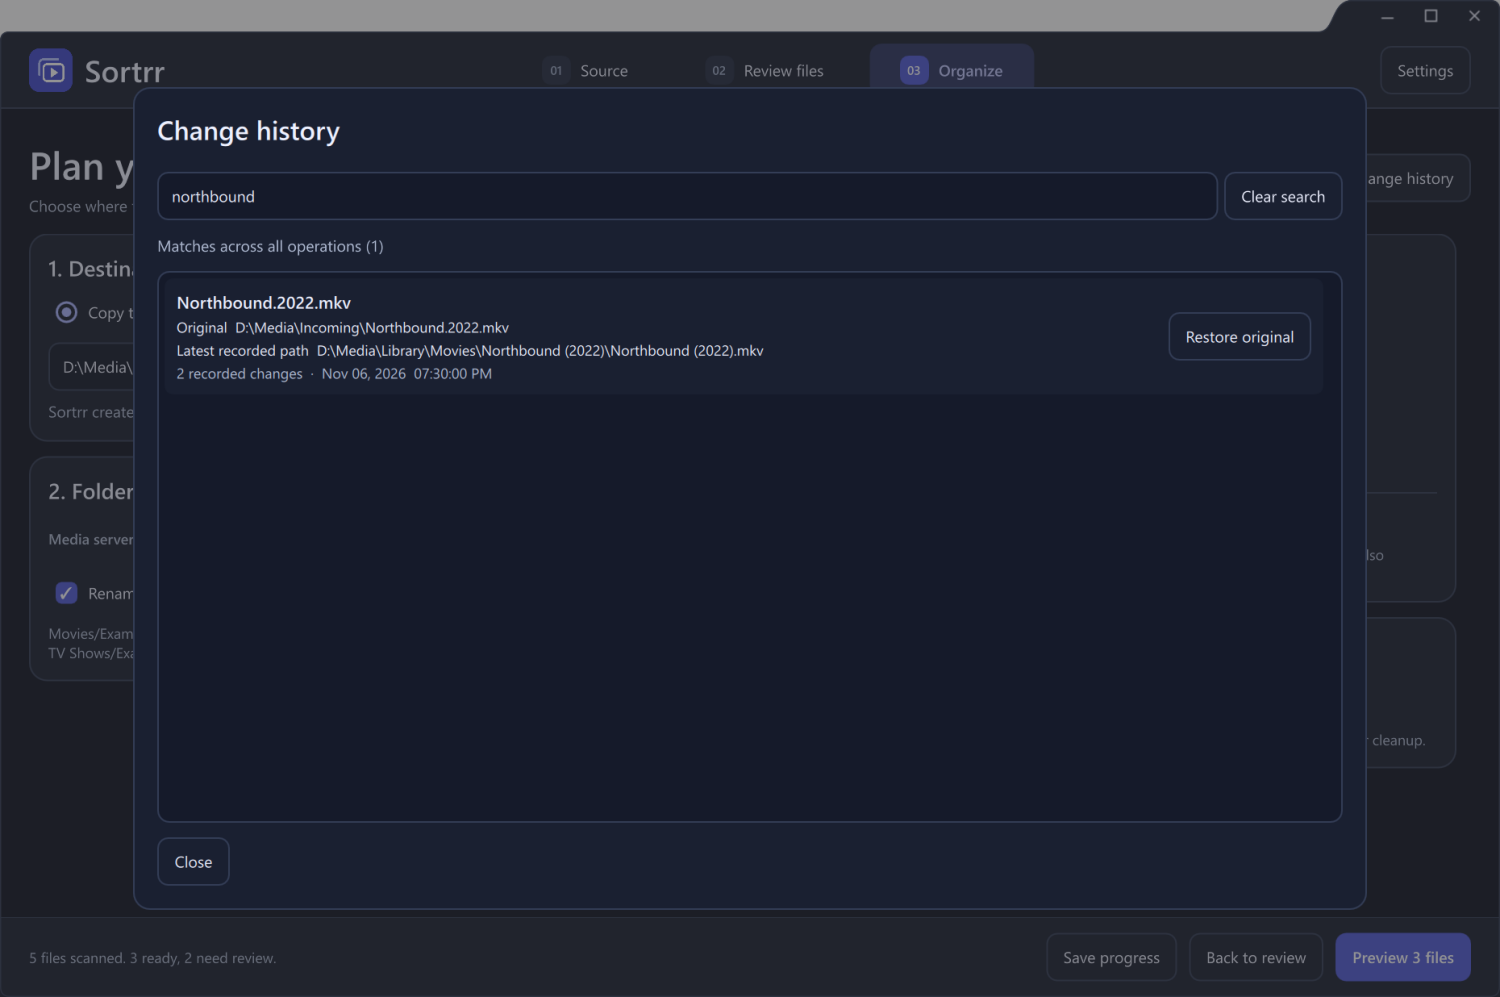 Sortrr
01 Source
02 Review files
03 Organize
Settings
Change history
Plan y
Choose where
ange history
northbound
Clear search
Matches across all operations (1)
Northbound.2022.mkv
Original D:\Media\Incoming\Northbound.2022.mkv
Latest recorded path D:\Media\Library\Movies\Northbound (2022)\Northbound (2022).mkv
2 recorded changes · Nov 06, 2026 07:30:00 PM
Restore original
1. Destina
Copy t
D:\Media\
Sortrr create
2. Folder
Media server
Renam
Movies/Exam
TV Shows/Exa
lso
r cleanup.
Close
5 files scanned. 3 ready, 2 need review.
Save progress
Back to review
Preview 3 files